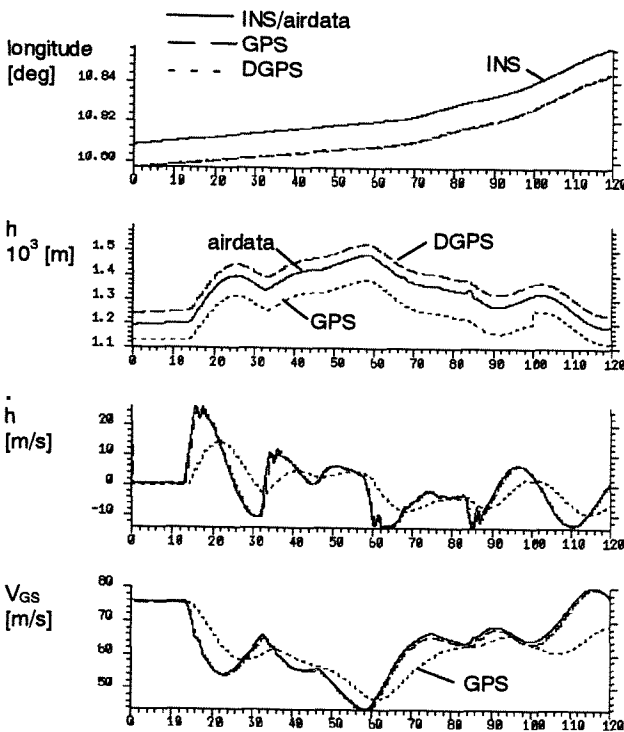 INS/airdata
GPS
DGPS
longitude
[deg]
10.84
10.82
10.80
INS
0 10 20 30 40 50 60 70 80 90 100 110 120
h
10³ [m]
1.5
1.4
1.3
1.2
1.1
airdata
DGPS
GPS
0 10 20 30 40 50 60 70 80 90 100 110 120
ḣ
[m/s]
20
10
0
-10
0 10 20 30 40 50 60 70 80 90 100 110 120
VGS
[m/s]
80
70
60
50
GPS
0 10 20 30 40 50 60 70 80 90 100 110 120